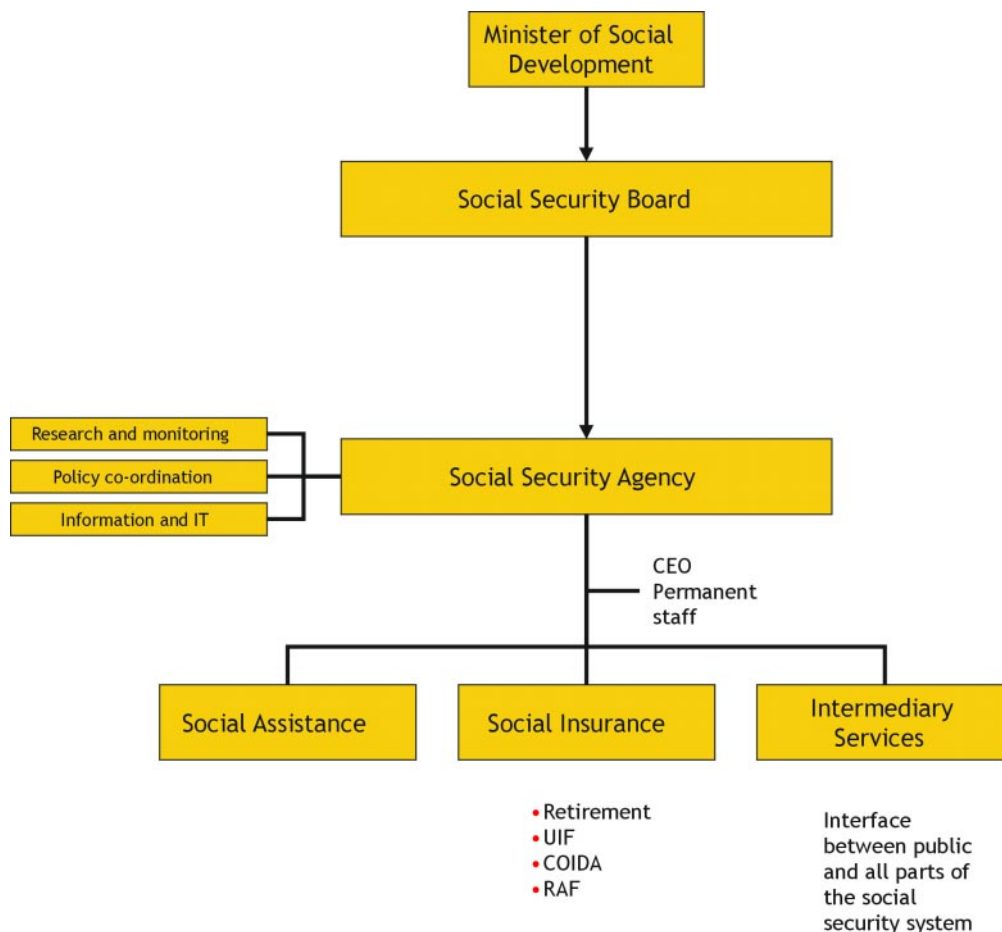 Minister of Social
Development
Social Security Board
Research and monitoring
Policy co-ordination
Information and IT
Social Security Agency
CEO
Permanent
staff
Social Assistance
Social Insurance
Intermediary
Services
• Retirement
• UIF
• COIDA
• RAF
Interface
between public
and all parts of
the social
security system